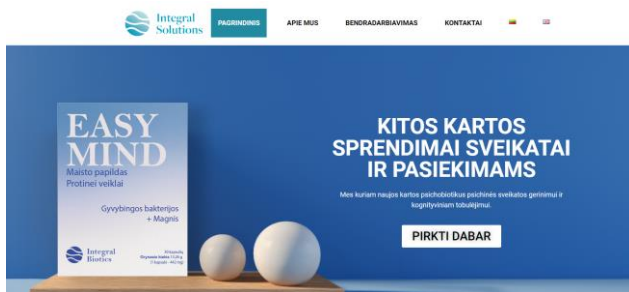 Integral
Solutions
PAGRINDINIS
APIE MUS
BENDRADARBIAVIMAS
KONTAKTAI
EASY
MIND
Maisto papildas
Protinei veiklai
Gyvybingos bakterijos
+ Magnis
Integral
Biotics
KITOS KARTOS
SPRENDIMAI SVEIKATAI
IR PASIEKIMAMS
Mes kuriam naujos kartos psichobiotikus psichinės sveikatos gerinimui ir
kognityviniam tobulėjimui.
PIRKTI DABAR